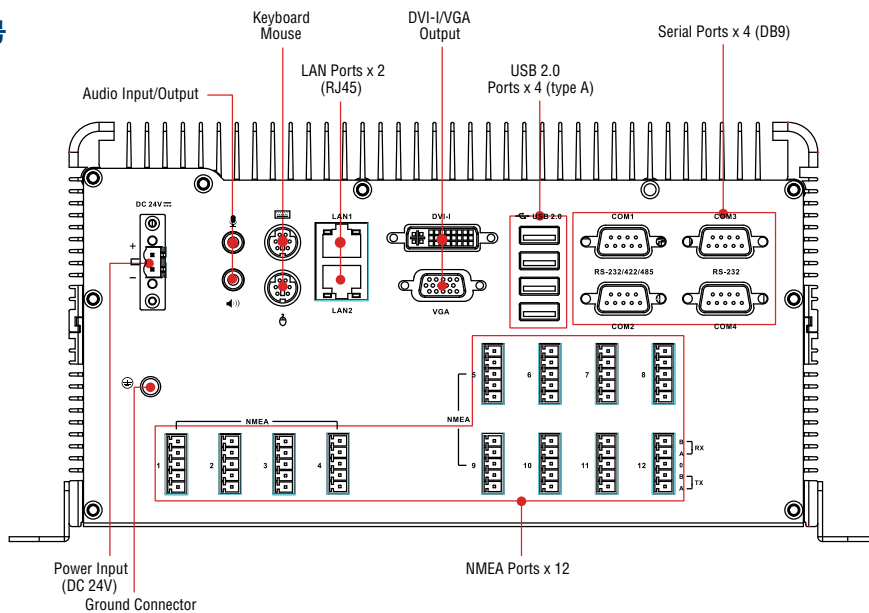 号
Keyboard
Mouse
DVI-I/VGA
Output
Serial Ports x 4 (DB9)
LAN Ports x 2
(RJ45)
USB 2.0
Ports x 4 (type A)
Audio Input/Output
DC 24V
LAN1
DVI-I
USB 2.0
COM1
COM3
+
−
RS-232/422/485
RS-232
LAN2
VGA
COM2
COM4
5
6
7
8
NMEA
NMEA
1
2
3
4
9
10
11
12
B
A
0
B
A
RX
TX
Power Input
(DC 24V)
NMEA Ports x 12
Ground Connector